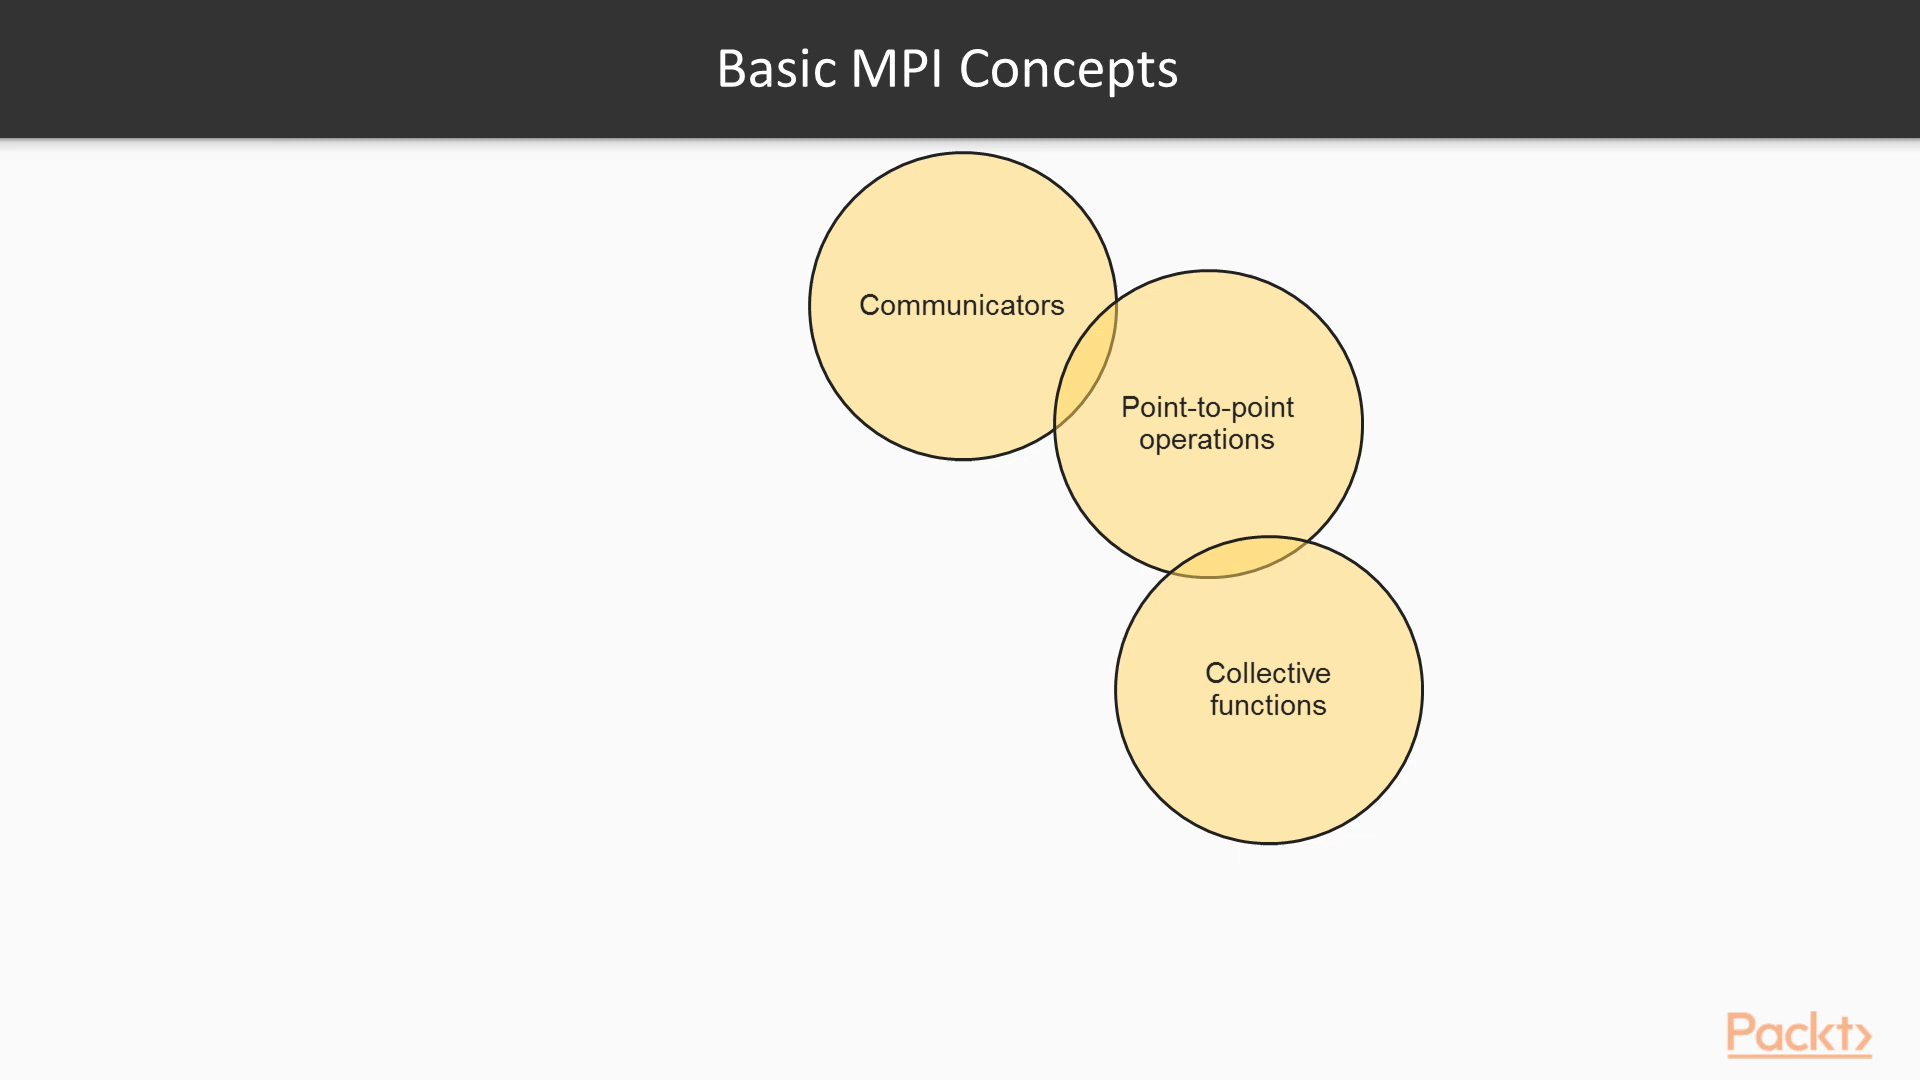 Basic MPI Concepts
Communicators
Point-to-point
operations
Collective
functions
Packt>